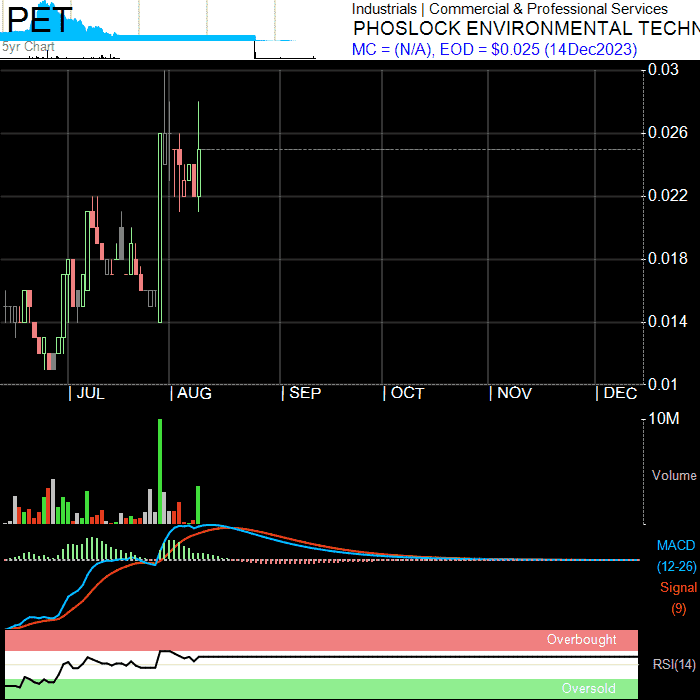 PET
5yr Chart
Industrials | Commercial & Professional Services
PHOSLOCK ENVIRONMENTAL TECHN
MC = (N/A), EOD = $0.025 (14Dec2023)
0.03
0.026
0.022
0.018
0.014
0.01
JUL AUG SEP OCT NOV DEC
10M
Volume
MACD
(12-26)
Signal
(9)
Overbought
RSI(14)
Oversold